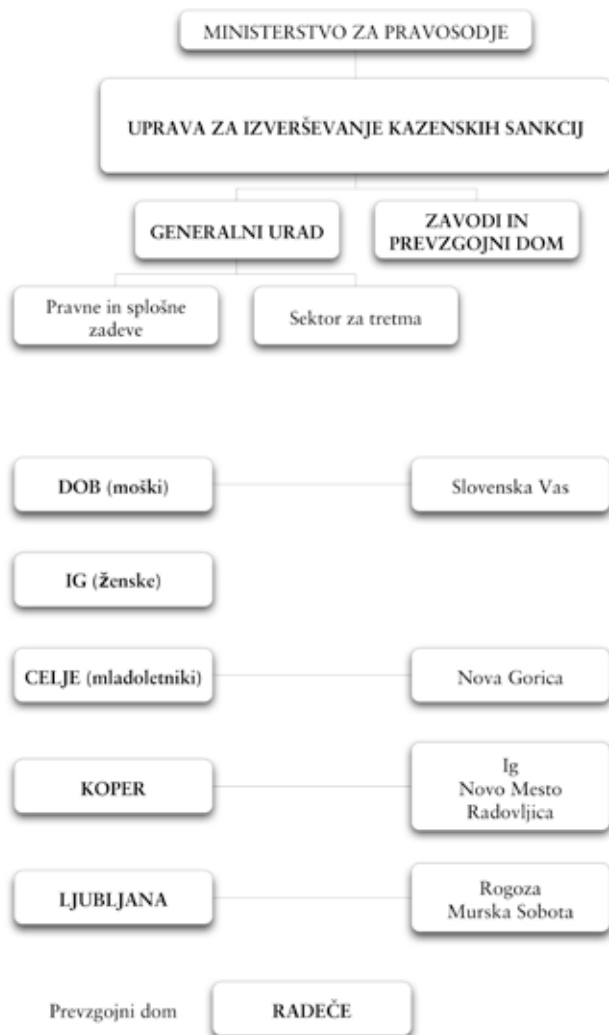 MINISTERSTVO ZA PRAVOSODJE
UPRAVA ZA IZVERŠEVANJE KAZENSKIH SANKCIJ
GENERALNI URAD
ZAVODI IN
PREVZGOJNI DOM
Pravne in splošne
zadeve
Sektor za tretma
DOB (moški)
Slovenska Vas
IG (ženske)
CELJE (mladoletniki)
Nova Gorica
KOPER
Ig
Novo Mesto
Radovljica
LJUBLJANA
Rogoza
Murska Sobota
Prevzgojni dom
RADEČE